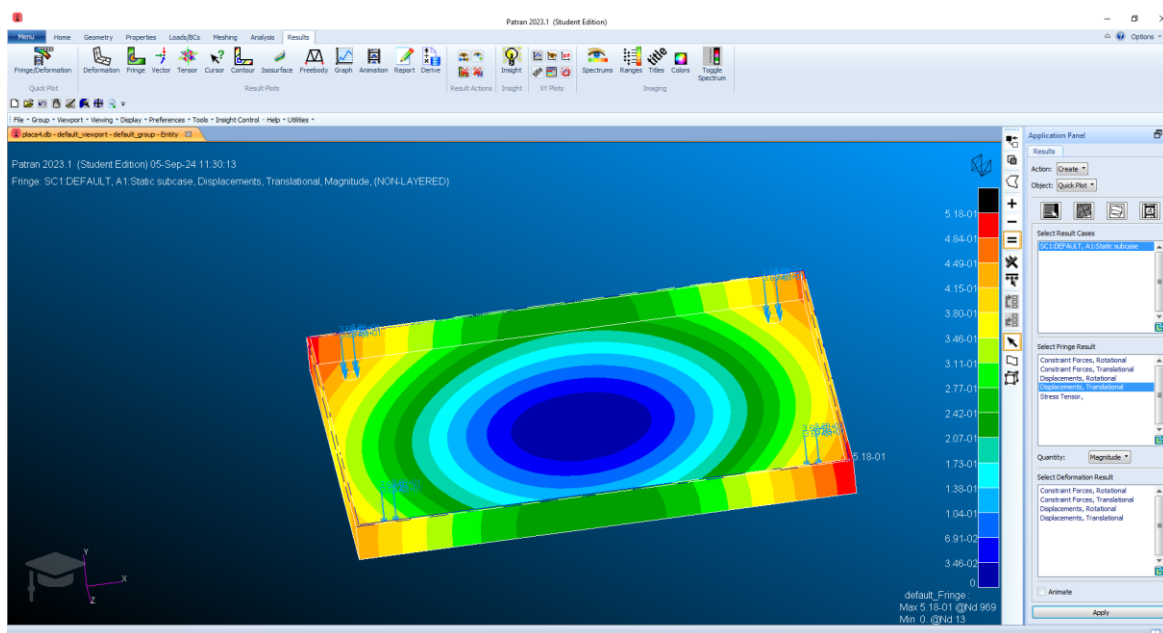 Patran 2023.1 (Student Edition)
Menu Home Geometry Properties Loads/BCs Meshing Analysis Results
Options
Fringe/Deformation Deformation Fringe Vector Tensor Cursor Contour Isosurface Freebody Graph Animation Report Derive Insight Spectrums Ranges Titles Colors Toggle Spectrum
Quick Plot Result Plots Result Actions Insight XY Plots Imaging
File Group Viewport Viewing Display Preferences Tools Insight Control Help Utilities
placa4.db - default_viewport - default_group - Entity
Patran 2023.1 (Student Edition) 05-Sep-24 11:30:13
Fringe: SC1:DEFAULT, A1:Static subcase, Displacements, Translational, Magnitude, (NON-LAYERED)
5.18-01
4.84-01
4.49-01
4.15-01
3.80-01
3.46-01
3.11-01
2.77-01
2.42-01
2.07-01
1.73-01
1.38-01
1.04-01
6.91-02
3.46-02
0.
5.18-01
default_Fringe :
Max 5.18-01 @Nd 969
Min 0. @Nd 13
Y
X
Z
Application Panel
Results
Action: Create
Object: Quick Plot
Select Result Cases
SC1:DEFAULT, A1:Static subcase
Select Fringe Result
Constraint Forces, Rotational
Constraint Forces, Translational
Displacements, Rotational
Displacements, Translational
Stress Tensor,
Quantity: Magnitude
Select Deformation Result
Constraint Forces, Rotational
Constraint Forces, Translational
Displacements, Rotational
Displacements, Translational
Animate
Apply